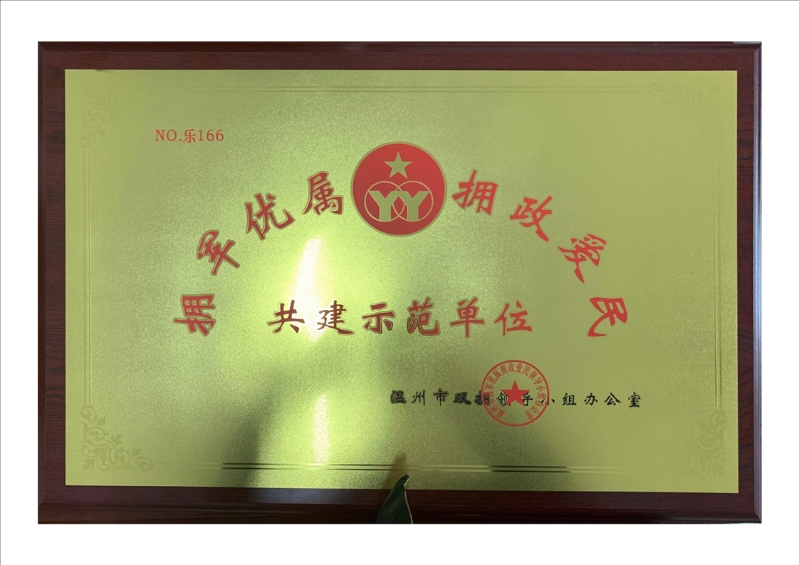 NO.乐166
YY
拥军优属 拥政爱民
共建示范单位
温州市双拥领导小组办公室